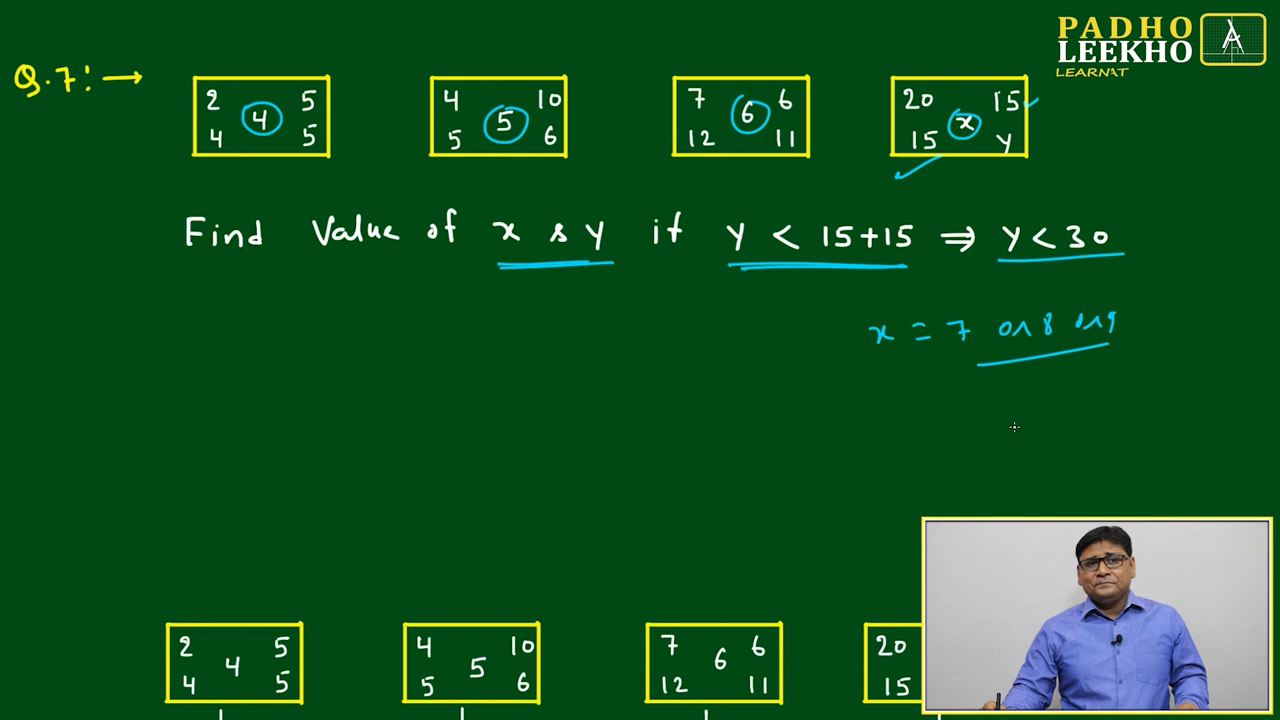 PADHO
LEEKHO
LEARNAT
Q.7! →
2 5
4
4 5
4 10
5
5 6
7 6
6
12 11
20 15
x
15 y
Find Value of x & y if y < 15+15 ⇒ y < 30
x = 7 or 8 or 9
2 5
4
4 5
4 10
5
5 6
7 6
6
12 11
20
15